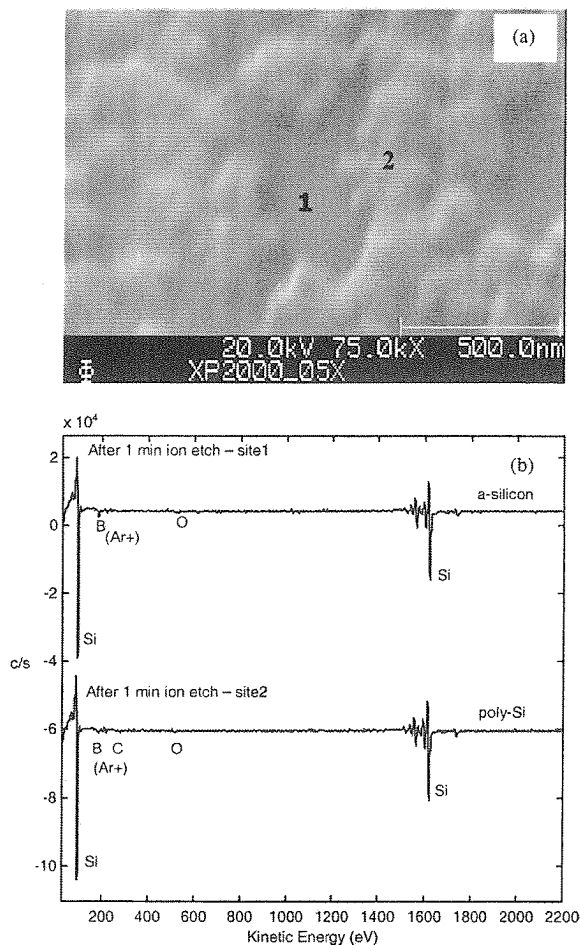 (a)
2
1
20.0kV 75.0kX 500.0nm
XP2000_05X
x 10⁴
After 1 min ion etch – site1
(b)
a-silicon
2
B
(Ar+)
O
0
Si
-2
Si
-4
c/s
After 1 min ion etch – site2
poly-Si
-6
B C O
(Ar+)
Si
-8
Si
-10
200 400 600 800 1000 1200 1400 1600 1800 2000 2200
Kinetic Energy (eV)